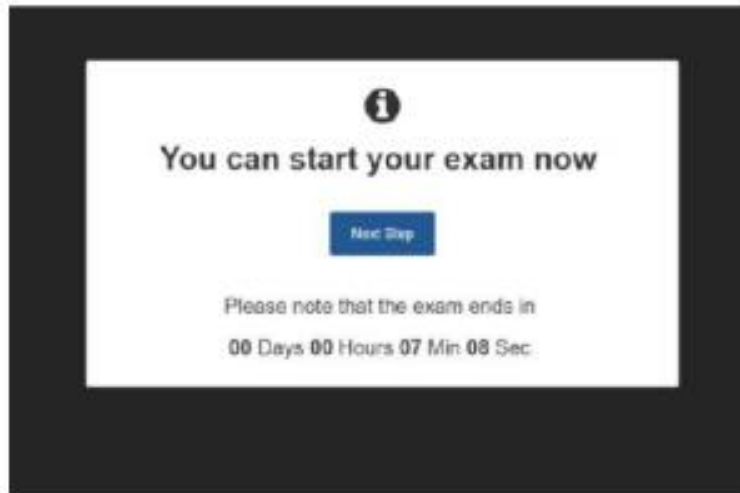 You can start your exam now
Next Step
Please note that the exam ends in
00 Days 00 Hours 07 Min 08 Sec